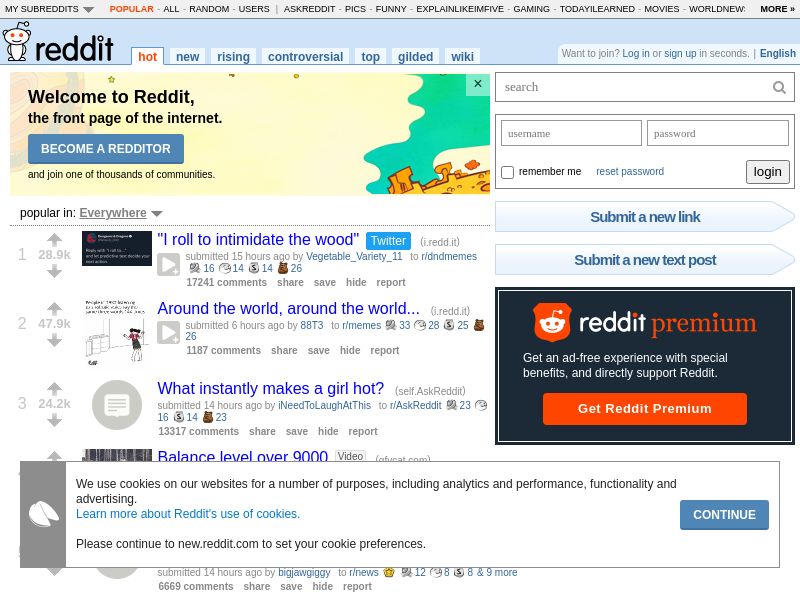 MY SUBREDDITS POPULAR - ALL - RANDOM - USERS | ASKREDDIT - PICS - FUNNY - EXPLAINLIKEIMFIVE - GAMING - TODAYILEARNED - MOVIES - WORLDNEWS MORE »
reddit hot new rising controversial top gilded wiki
Want to join? Log in or sign up in seconds. | English
Welcome to Reddit,
the front page of the internet.
BECOME A REDDITOR
and join one of thousands of communities.
×
search
username password
remember me reset password login
Submit a new link
Submit a new text post
reddit premium
Get an ad-free experience with special
benefits, and directly support Reddit.
Get Reddit Premium
popular in: Everywhere
1 28.9k
"I roll to intimidate the wood" Twitter (i.redd.it)
submitted 15 hours ago by Vegetable_Variety_11 to r/dndmemes
16 14 14 26
17241 comments share save hide report
2 47.9k
Around the world, around the world... (i.redd.it)
submitted 6 hours ago by 88T3 to r/memes 33 28 25
26
1187 comments share save hide report
3 24.2k
What instantly makes a girl hot? (self.AskReddit)
submitted 14 hours ago by iNeedToLaughAtThis to r/AskReddit 23
16 14 23
13317 comments share save hide report
Balance level over 9000 Video (gfycat.com)
We use cookies on our websites for a number of purposes, including analytics and performance, functionality and
advertising.
Learn more about Reddit's use of cookies.
Please continue to new.reddit.com to set your cookie preferences.
CONTINUE
submitted 14 hours ago by bigjawgiggy to r/news 12 8 8 & 9 more
6669 comments share save hide report